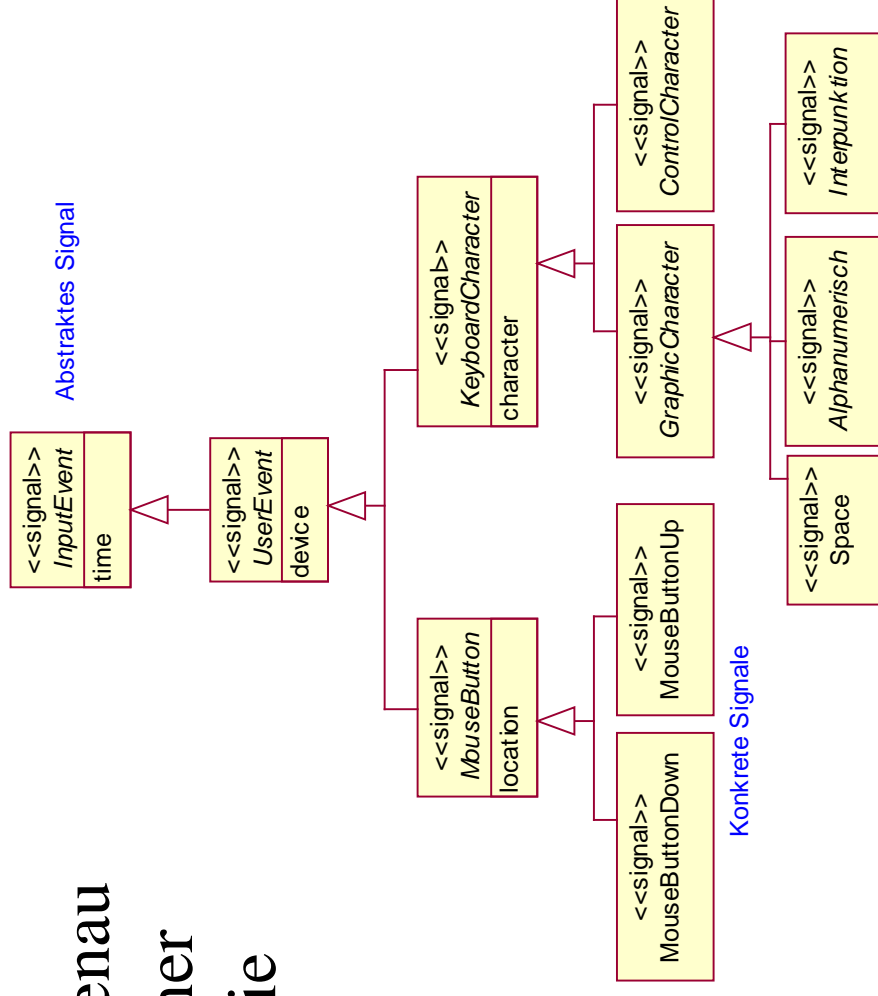 enau
ner
ie
Abstraktes Signal
<<signal>>
InputEvent
time
<<signal>>
UserEvent
device
<<signal>>
MouseButton
location
<<signal>>
KeyboardCharacter
character
<<signal>>
MouseButtonDown
<<signal>>
MouseButtonUp
<<signal>>
GraphicCharacter
<<signal>>
ControlCharacter
Konkrete Signale
<<signal>>
Space
<<signal>>
Alphanumerisch
<<signal>>
Interpunktion